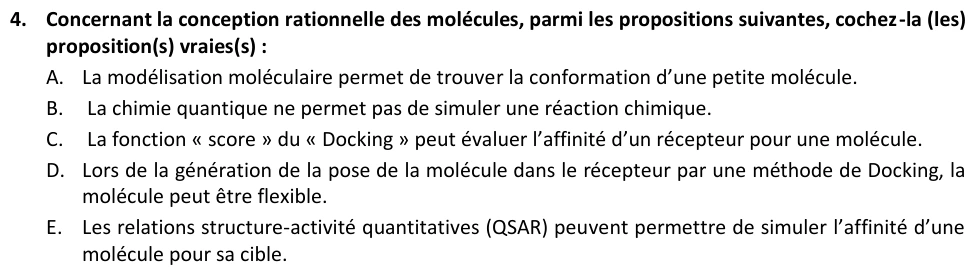 4. Concernant la conception rationnelle des molécules, parmi les propositions suivantes, cochez-la (les)
proposition(s) vraies(s) :
A. La modélisation moléculaire permet de trouver la conformation d’une petite molécule.
B. La chimie quantique ne permet pas de simuler une réaction chimique.
C. La fonction « score » du « Docking » peut évaluer l’affinité d’un récepteur pour une molécule.
D. Lors de la génération de la pose de la molécule dans le récepteur par une méthode de Docking, la
molécule peut être flexible.
E. Les relations structure-activité quantitatives (QSAR) peuvent permettre de simuler l’affinité d’une
molécule pour sa cible.